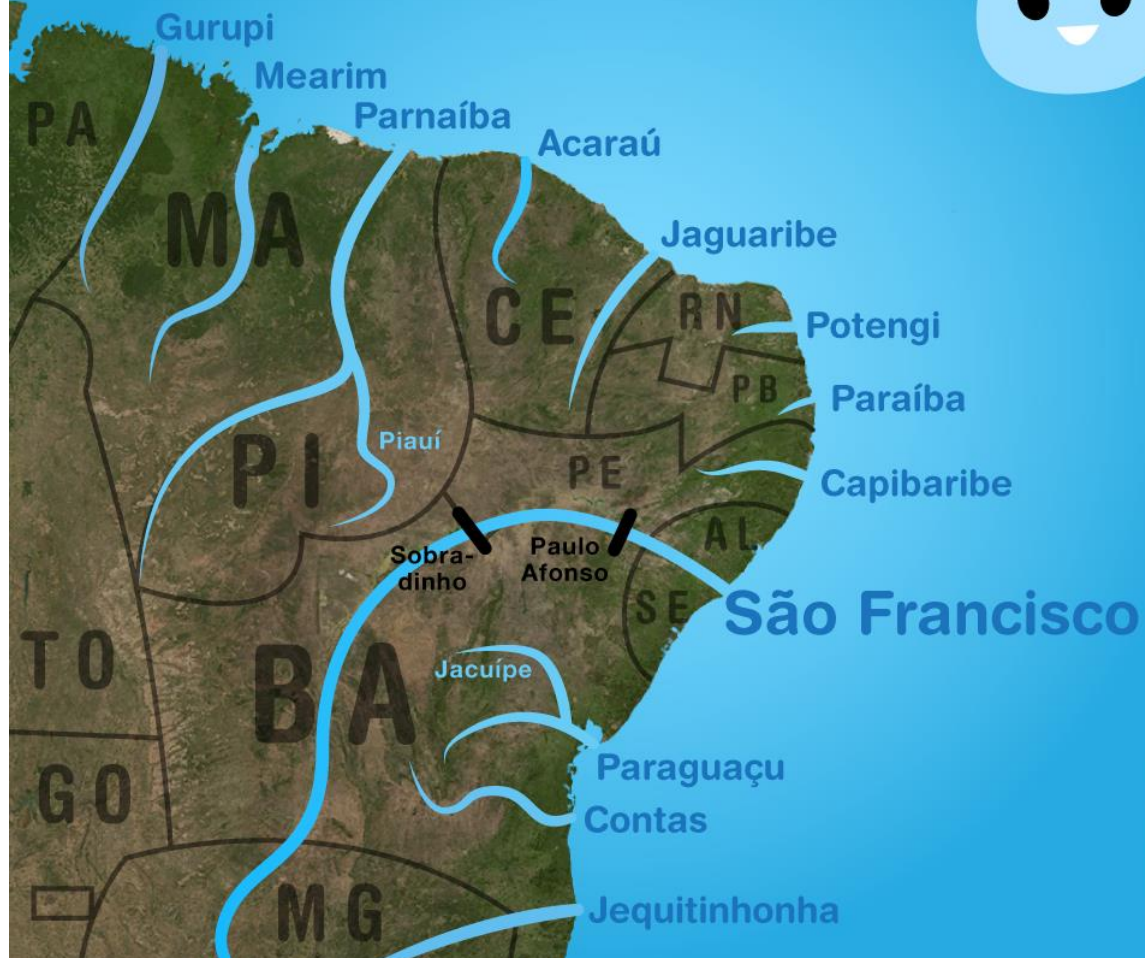 Gurupi
Mearim
Parnaíba
Acaraú
PA
MA
Jaguaribe
CE
RN
Potengi
PB
Paraíba
Piauí
PI
PE
Capibaribe
AL
Sobra-
dinho
Paulo
Afonso
SE
São Francisco
TO
BA
Jacuípe
GO
Paraguaçu
Contas
MG
Jequitinhonha